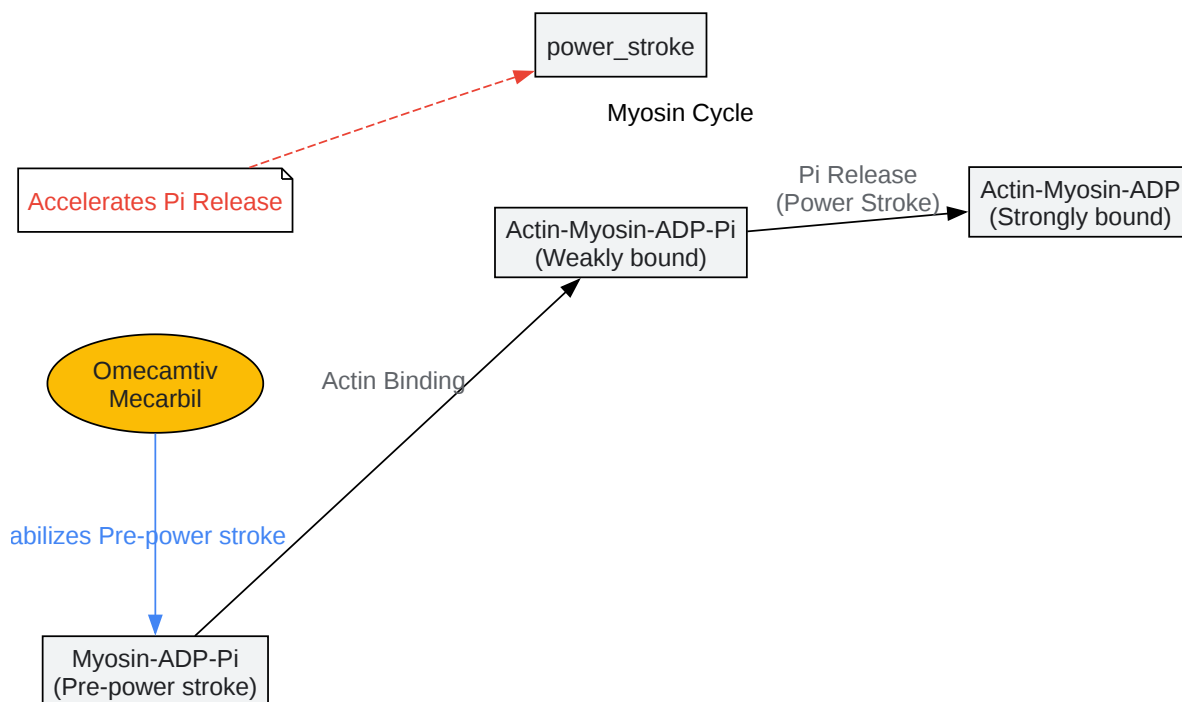 power_stroke
Myosin Cycle
Accelerates Pi Release
Pi Release
(Power Stroke)
Actin-Myosin-ADP
(Strongly bound)
Actin-Myosin-ADP-Pi
(Weakly bound)
Omecamtiv
Mecarbil
Actin Binding
abilizes Pre-power stroke
Myosin-ADP-Pi
(Pre-power stroke)